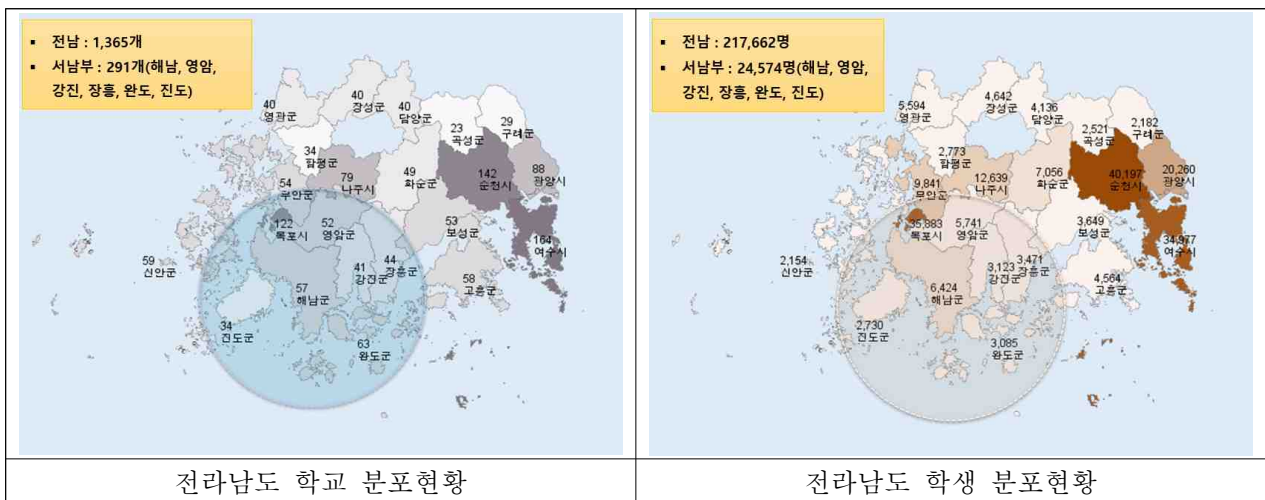 ▪ 전남 : 1,365개
▪ 서남부 : 291개(해남, 영암,
강진, 장흥, 완도, 진도)
40
영광군
40
장성군
40
담양군
23
곡성군
29
구례군
34
함평군
79
나주시
49
화순군
142
순천시
88
광양시
54
무안군
122
목포시
52
영암군
53
보성군
164
여수시
59
신안군
41
강진군
44
장흥군
58
고흥군
57
해남군
34
진도군
63
완도군
전라남도 학교 분포현황
▪ 전남 : 217,662명
▪ 서남부 : 24,574명(해남, 영암,
강진, 장흥, 완도, 진도)
5,594
영광군
4,642
장성군
4,136
담양군
2,521
곡성군
2,182
구례군
2,773
함평군
12,639
나주시
7,056
화순군
40,197
순천시
20,260
광양시
9,841
무안군
35,883
목포시
5,741
영암군
3,649
보성군
34,977
여수시
2,154
신안군
3,123
강진군
3,471
장흥군
4,564
고흥군
6,424
해남군
2,730
진도군
3,085
완도군
전라남도 학생 분포현황